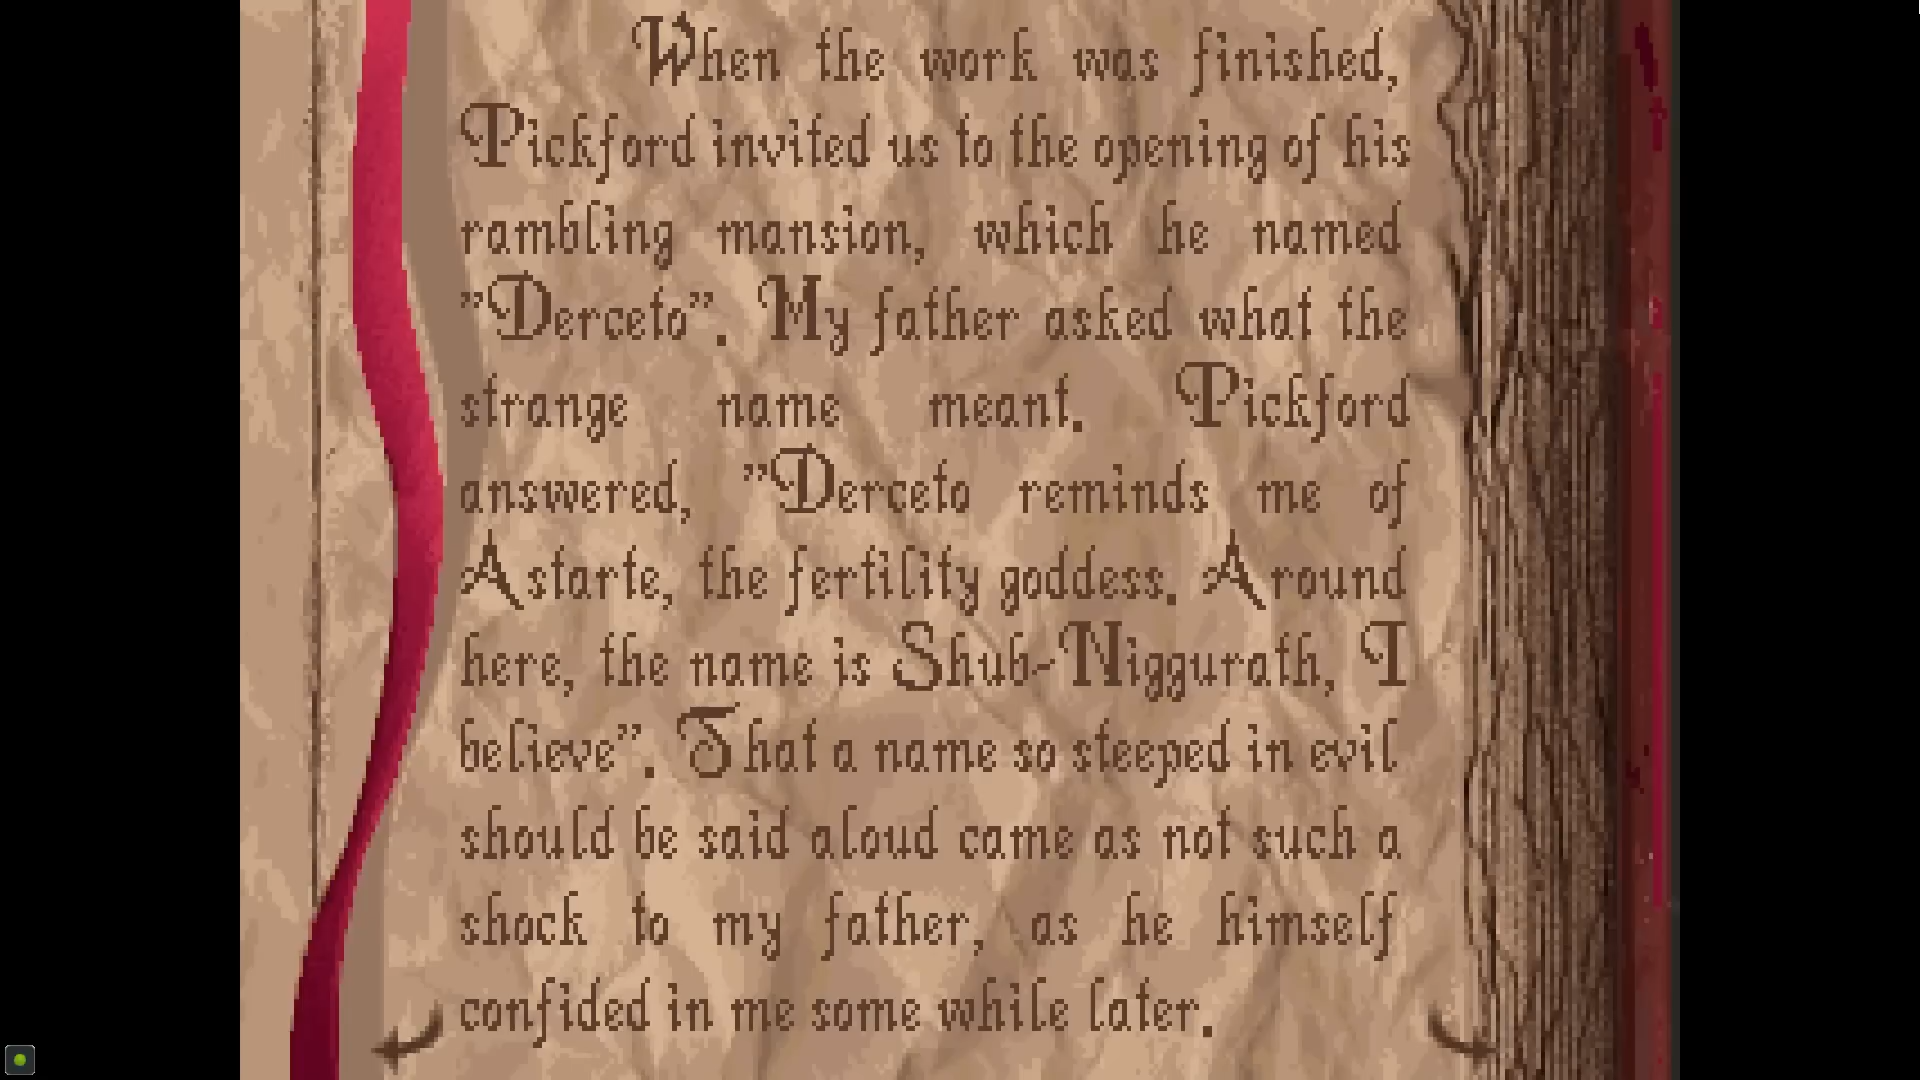 When the work was finished,
Pickford invited us to the opening of his
rambling mansion, which he named
"Derceto". My father asked what the
strange name meant. Pickford
answered, "Derceto reminds me of
Astarte, the fertility goddess. Around
here, the name is Shub-Niggurath, I
believe". That a name so steeped in evil
should be said aloud came as not such a
shock to my father, as he himself
confided in me some while later.